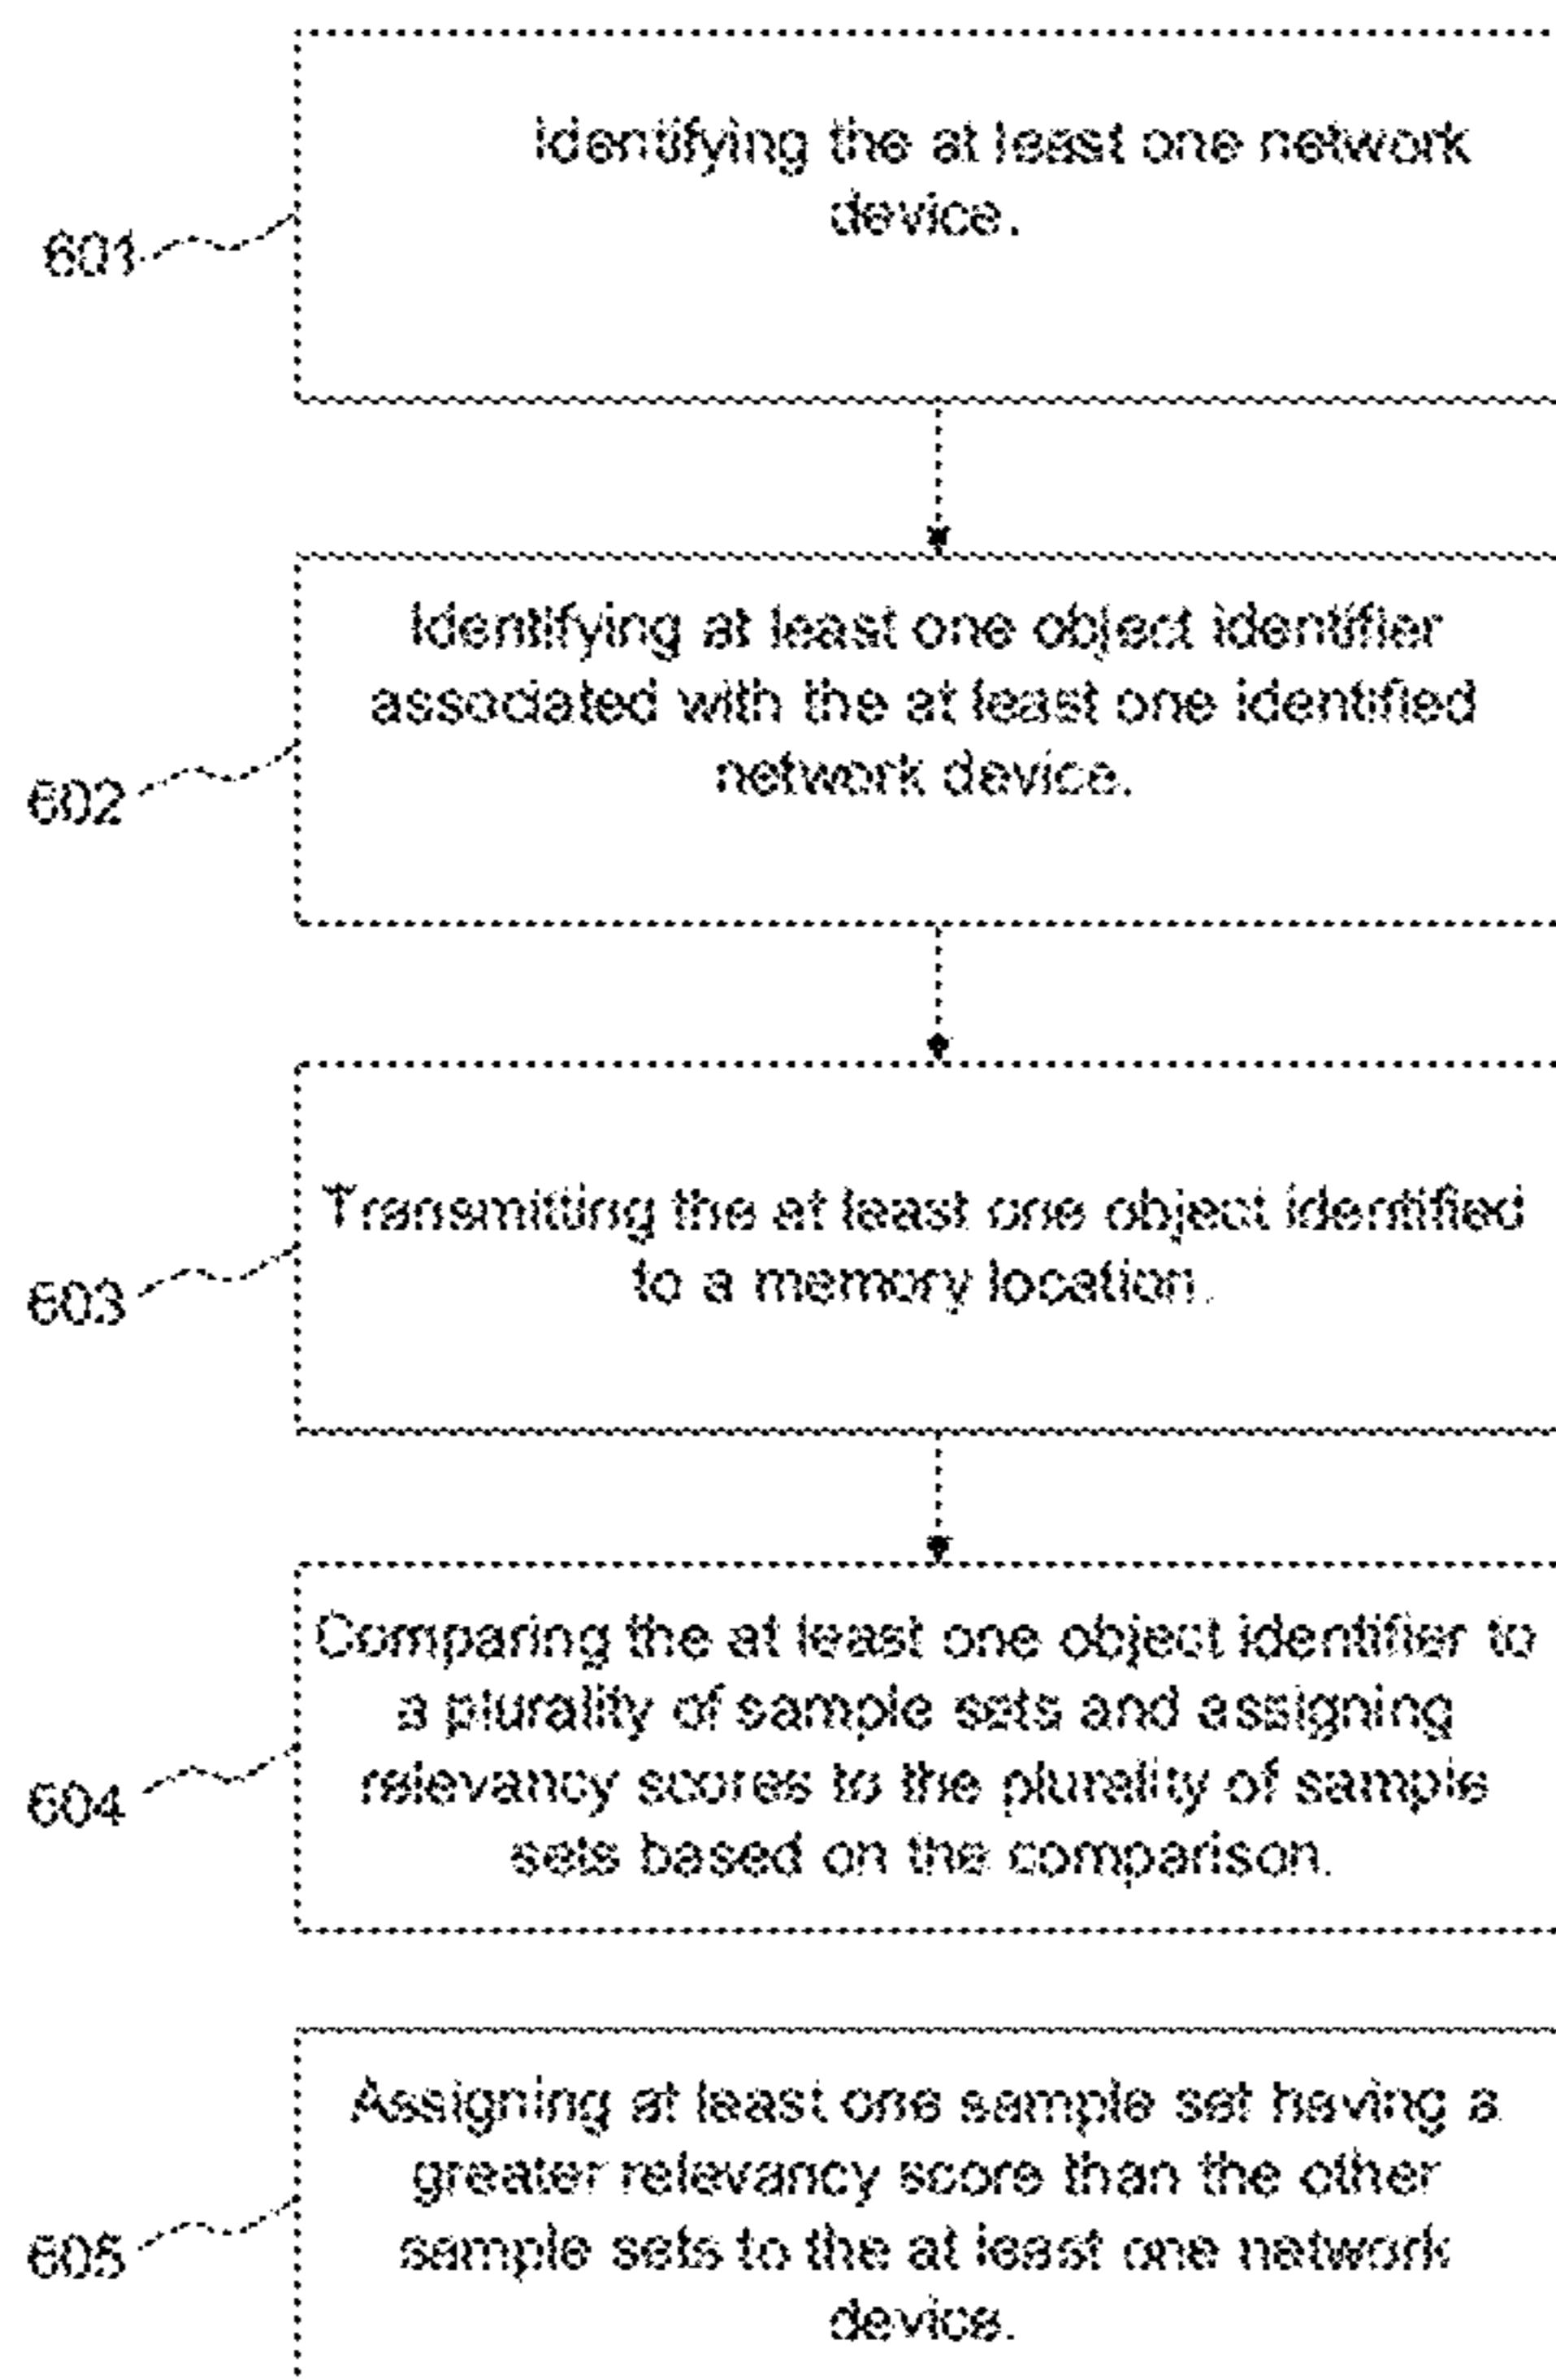 Identifying the at least one network
device.
601
Identifying at least one object identifier
associated with the at least one identified
network device.
602
Transmitting the at least one object identified
to a memory location.
603
Comparing the at least one object identifier to
a plurality of sample sets and assigning
relevancy scores to the plurality of sample
sets based on the comparison.
604
Assigning at least one sample set having a
greater relevancy score than the other
sample sets to the at least one network
device.
605